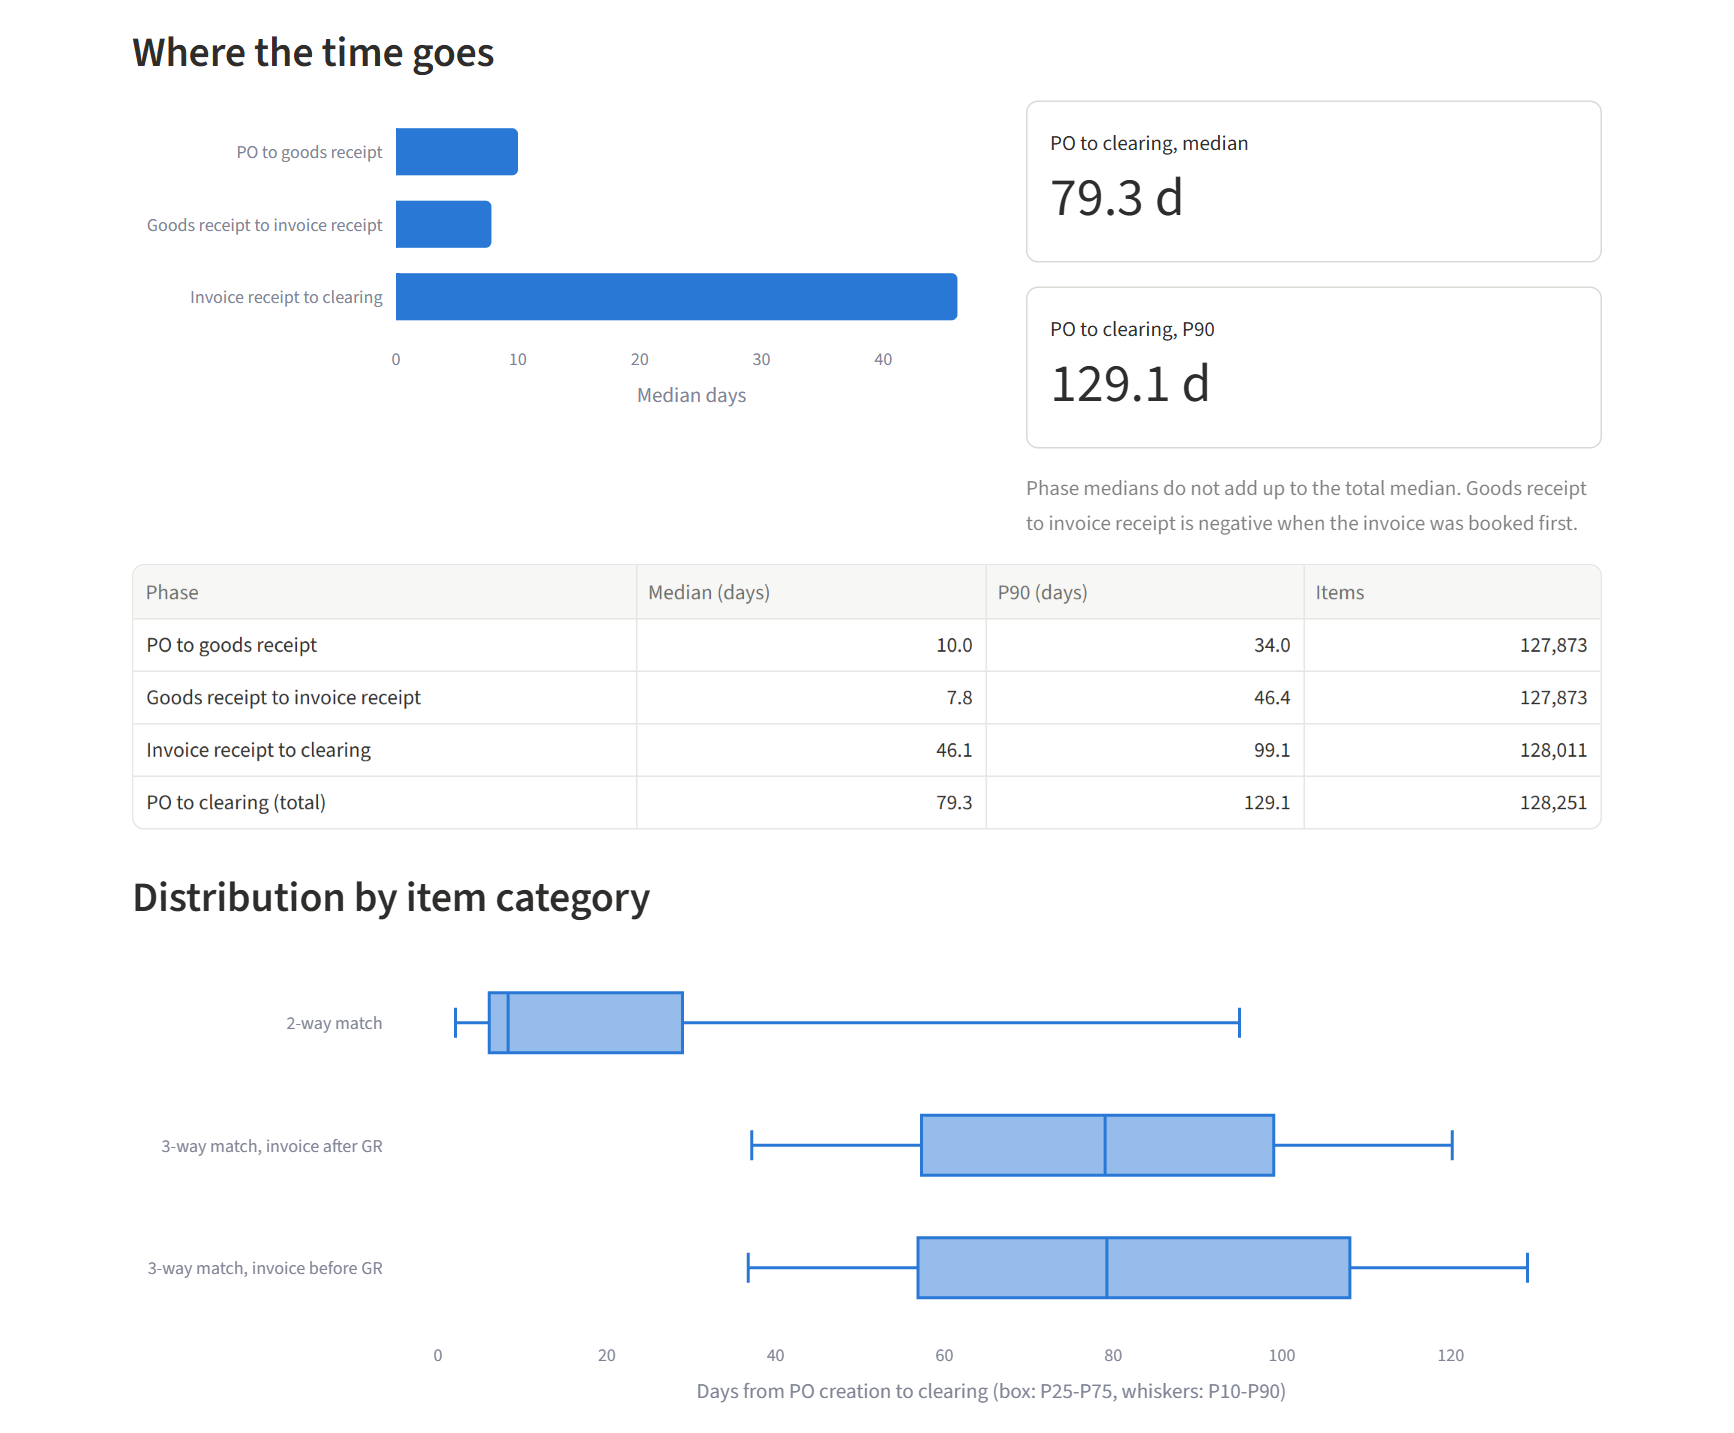 Where the time goes
PO to goods receipt
Goods receipt to invoice receipt
Invoice receipt to clearing
0 10 20 30 40
Median days
PO to clearing, median
79.3 d
PO to clearing, P90
129.1 d
Phase medians do not add up to the total median. Goods receipt
to invoice receipt is negative when the invoice was booked first.
Phase Median (days) P90 (days) Items
PO to goods receipt 10.0 34.0 127,873
Goods receipt to invoice receipt 7.8 46.4 127,873
Invoice receipt to clearing 46.1 99.1 128,011
PO to clearing (total) 79.3 129.1 128,251
Distribution by item category
2-way match
3-way match, invoice after GR
3-way match, invoice before GR
0 20 40 60 80 100 120
Days from PO creation to clearing (box: P25-P75, whiskers: P10-P90)